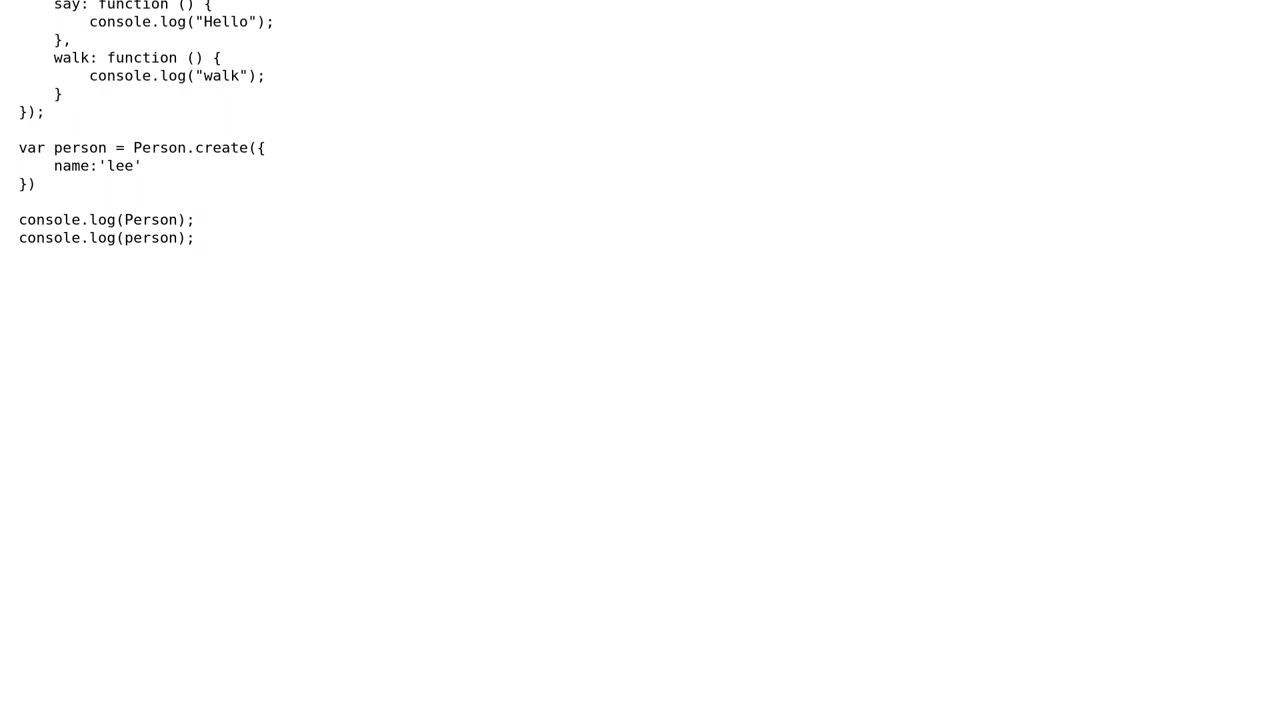 say: function () {
        console.log("Hello");
    },
    walk: function () {
        console.log("walk");
    }
});

var person = Person.create({
    name:'lee'
})

console.log(Person);
console.log(person);